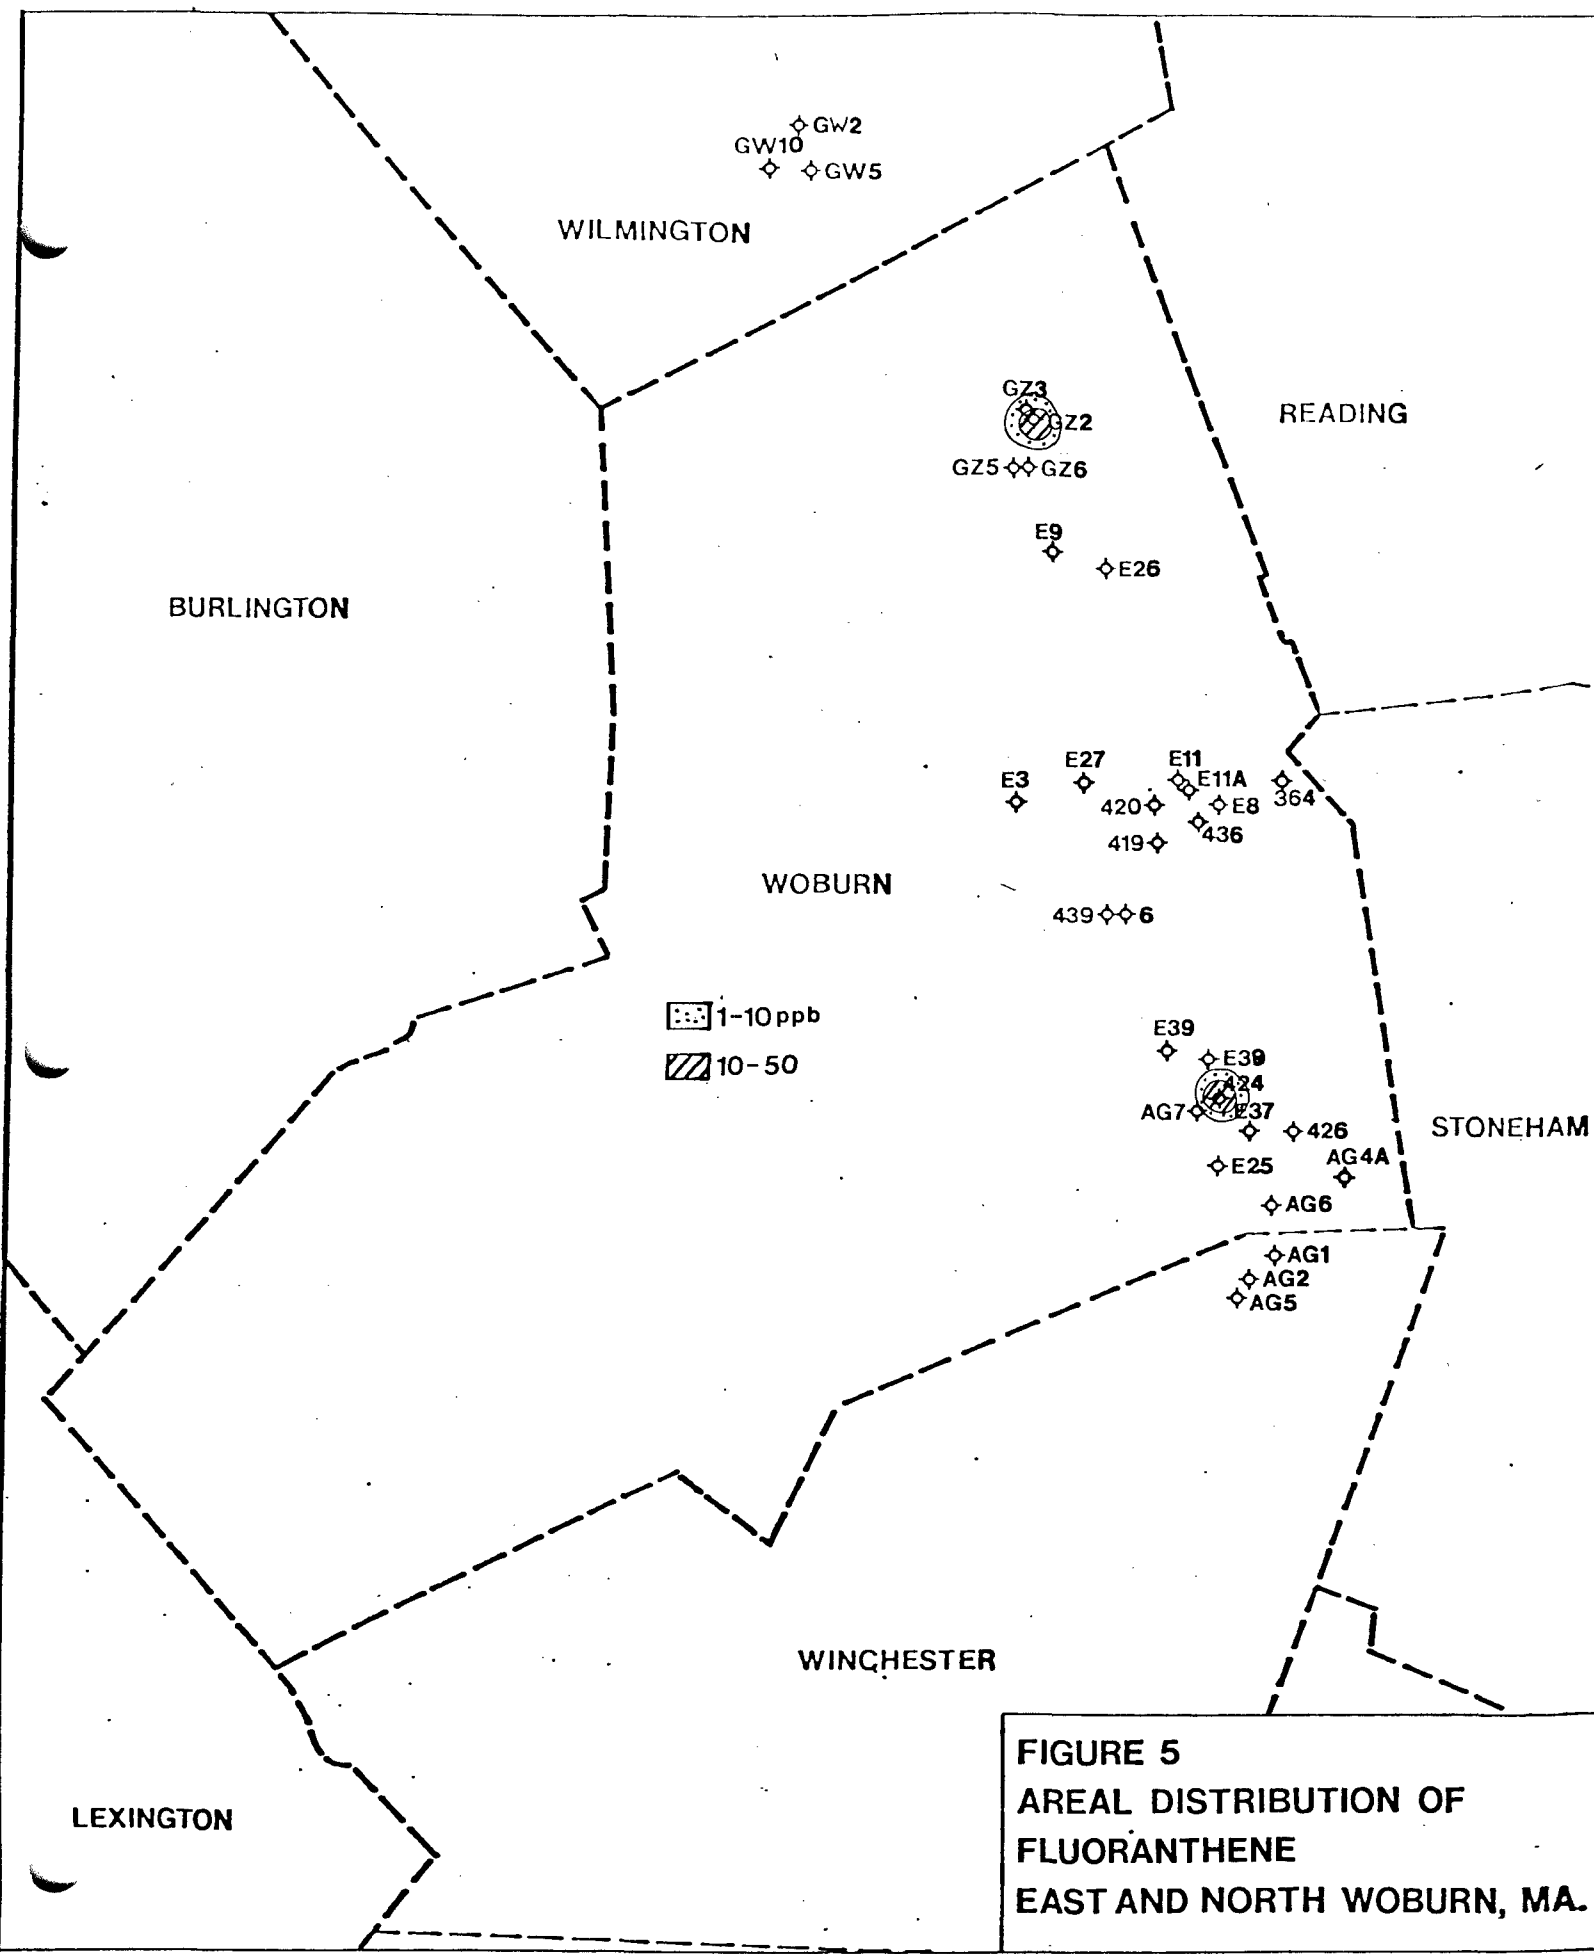 GW2
GW10
GW5
WILMINGTON
GZ3
GZ2
READING
GZ5 GZ6
E9
E26
BURLINGTON
E27
E11
E3
E11A
420
E8
364
436
419
WOBURN
439 6
1-10 ppb
10-50
E39
E39
424
AG7
E37
426
STONEHAM
E25
AG4A
AG6
AG1
AG2
AG5
WINCHESTER
LEXINGTON
FIGURE 5
AREAL DISTRIBUTION OF
FLUORANTHENE
EAST AND NORTH WOBURN, MA.